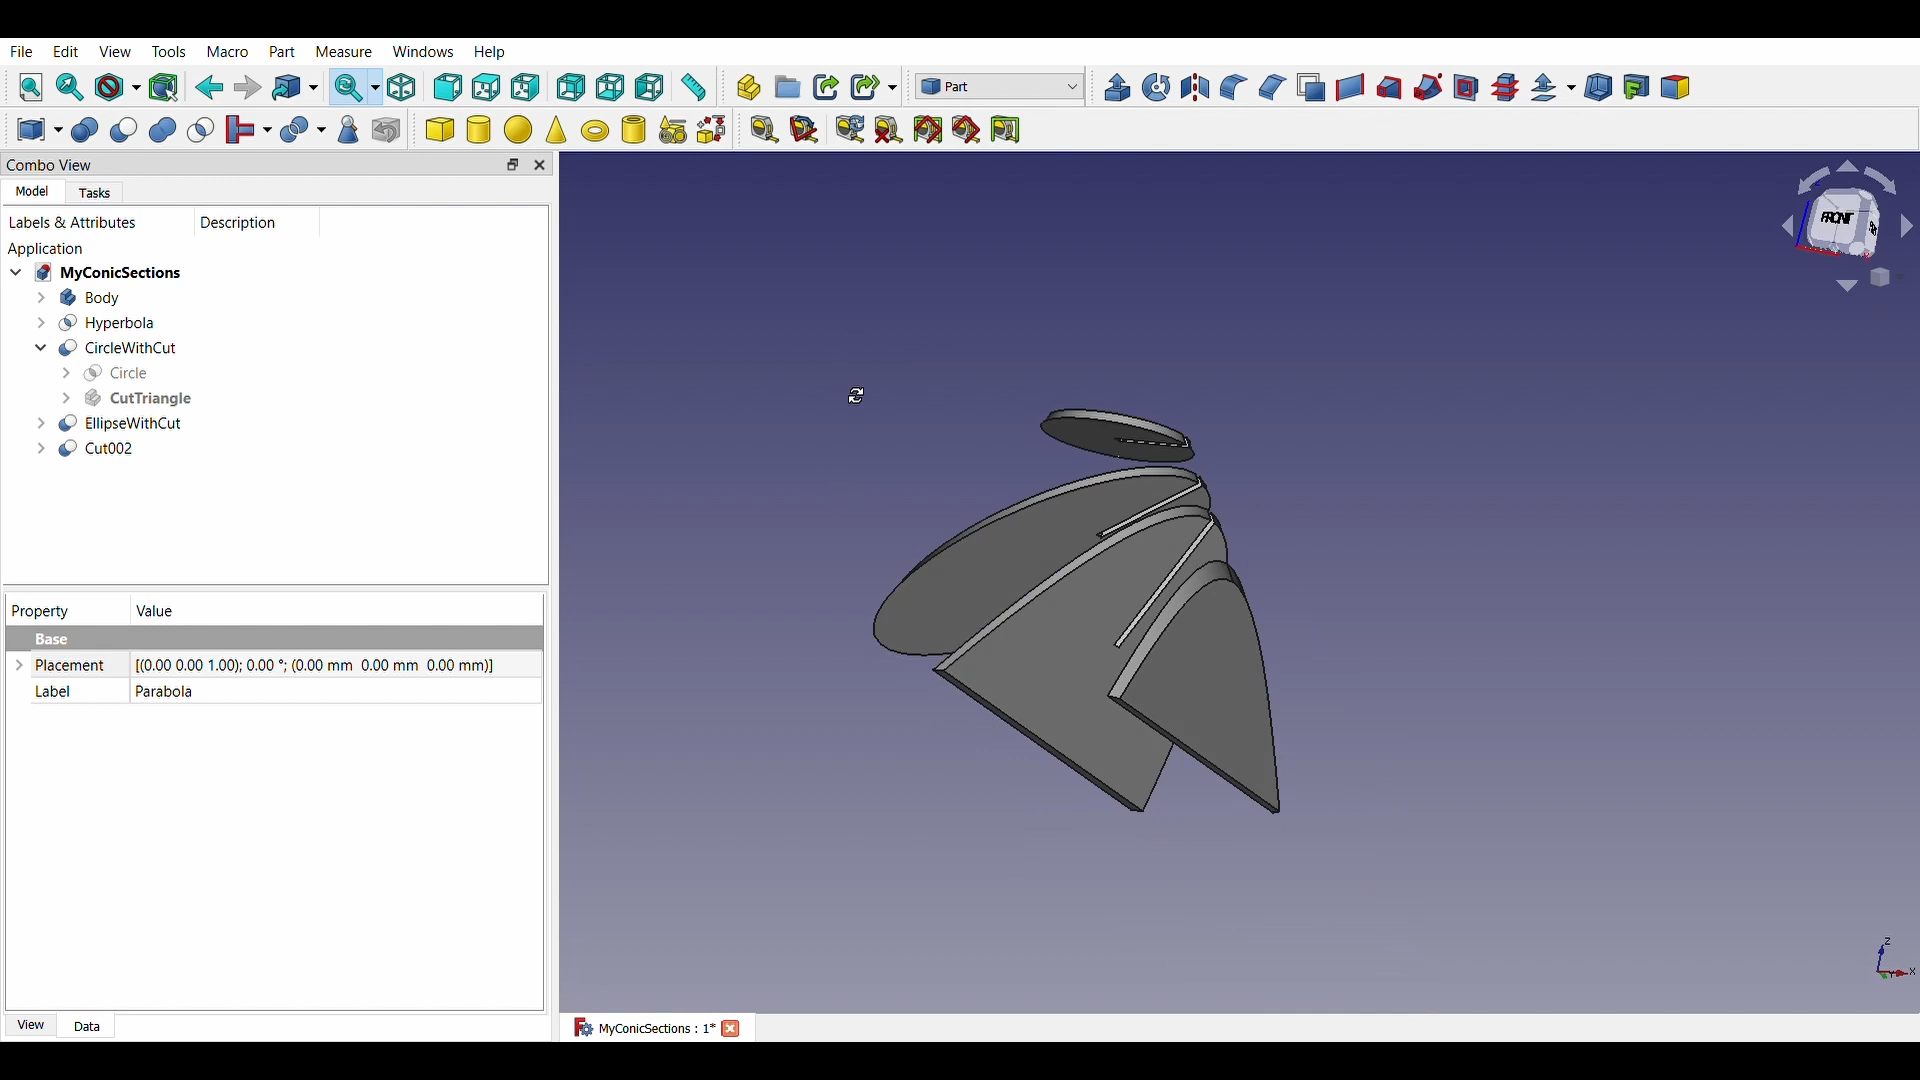 File Edit View Tools Macro Part Measure Windows Help
Part
Combo View
Model Tasks
Labels & Attributes Description
Application
MyConicSections
Body
Hyperbola
CircleWithCut
Circle
CutTriangle
EllipseWithCut
Cut002
Property Value
Base
Placement [(0.00 0.00 1.00); 0.00 °; (0.00 mm 0.00 mm 0.00 mm)]
Label Parabola
View Data
MyConicSections : 1*
FRONT
Z
X